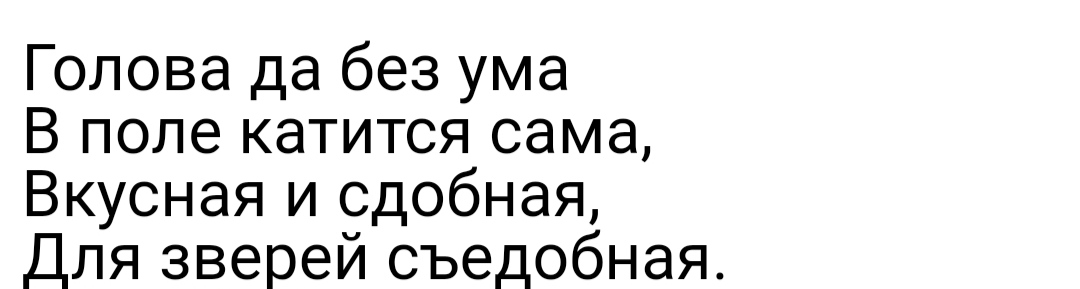 Голова да без ума
В поле катится сама,
Вкусная и сдобная,
Для зверей съедобная.